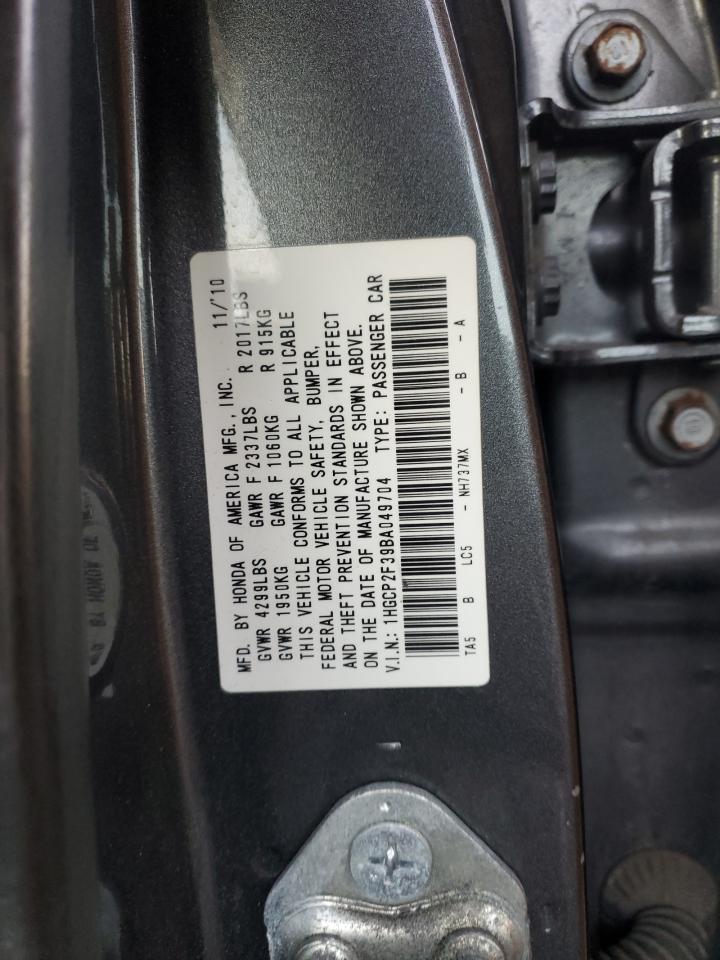 MFD. BY HONDA OF AMERICA MFG., INC. 11/'10
GVWR 4299LBS GAWR F 2337LBS R 2017LBS
GVWR 1950KG GAWR F 1060KG R 915KG
THIS VEHICLE CONFORMS TO ALL APPLICABLE
FEDERAL MOTOR VEHICLE SAFETY, BUMPER,
AND THEFT PREVENTION STANDARDS IN EFFECT
ON THE DATE OF MANUFACTURE SHOWN ABOVE.
V.I.N.: 1HGCP2F39BA049704 TYPE: PASSENGER CAR
TA5 B LC5 - NH737MX - B - A